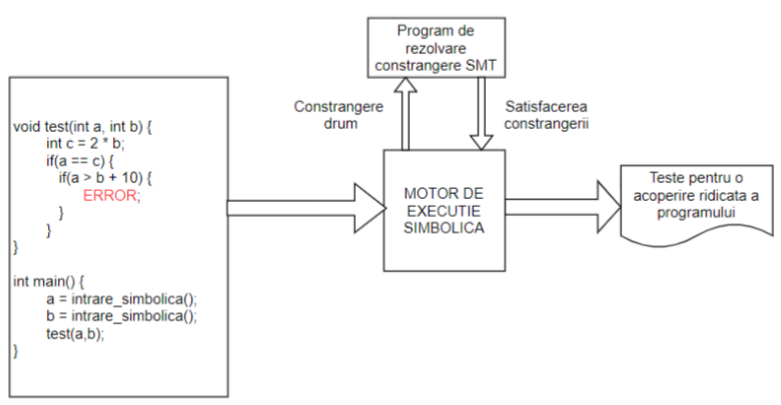 Program de
rezolvare
constrangere SMT
Constrangere
drum
Satisfacerea
constrangerii
void test(int a, int b) {
int c = 2 * b;
if(a == c) {
if(a > b + 10) {
ERROR;
}
}
}
int main() {
a = intrare_simbolica();
b = intrare_simbolica();
test(a,b);
}
MOTOR DE
EXECUTIE
SIMBOLICA
Teste pentru o
acoperire ridicata a
programului